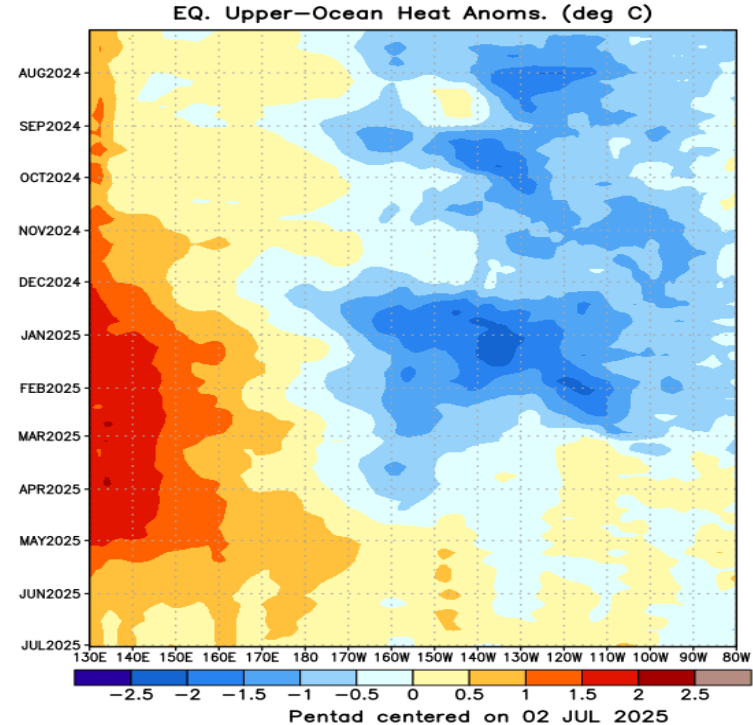 EQ. Upper-Ocean Heat Anoms. (deg C)
AUG2024
SEP2024
OCT2024
NOV2024
DEC2024
JAN2025
FEB2025
MAR2025
APR2025
MAY2025
JUN2025
JUL2025
130E 140E 150E 160E 170E 180 170W 160W 150W 140W 130W 120W 110W 100W 90W 80W
-2.5 -2 -1.5 -1 -0.5 0 0.5 1 1.5 2 2.5
Pentad centered on 02 JUL 2025